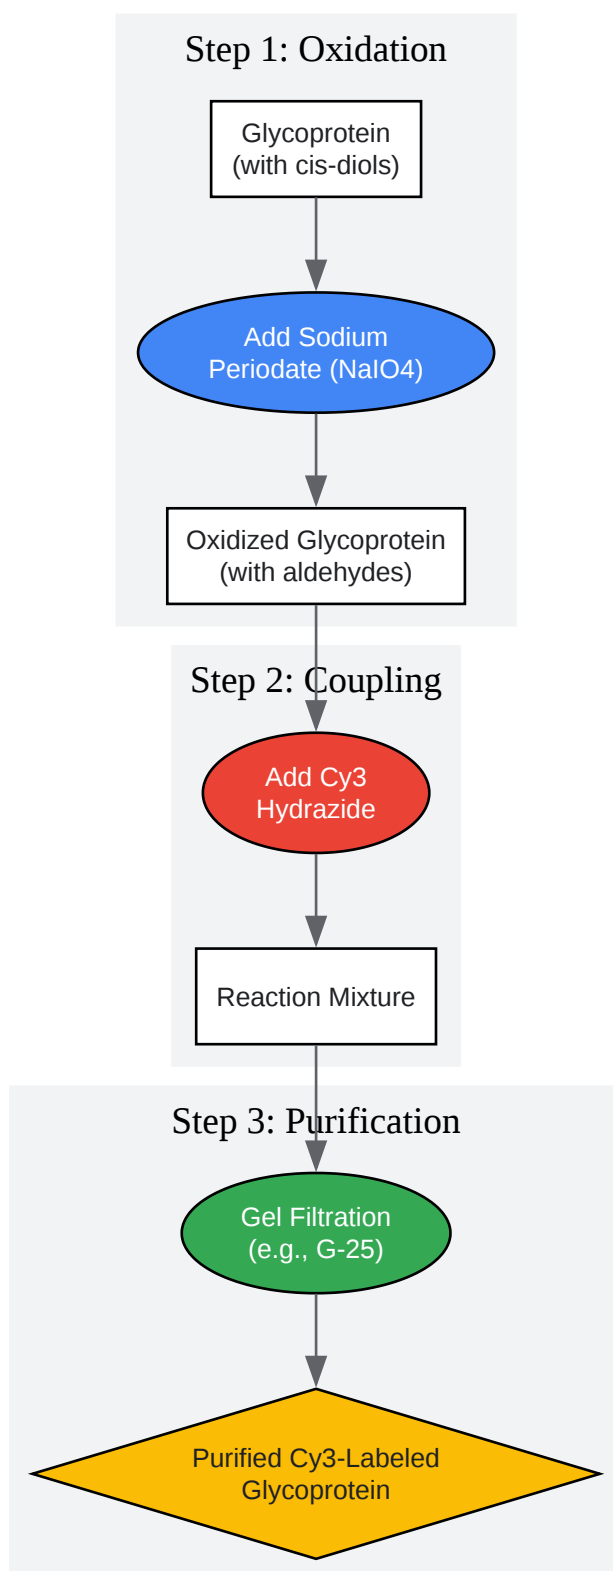 Step 1: Oxidation
Glycoprotein
(with cis-diols)
Add Sodium
Periodate (NaIO4)
Oxidized Glycoprotein
(with aldehydes)
Step 2: Coupling
Add Cy3
Hydrazide
Reaction Mixture
Step 3: Purification
Gel Filtration
(e.g., G-25)
Purified Cy3-Labeled
Glycoprotein